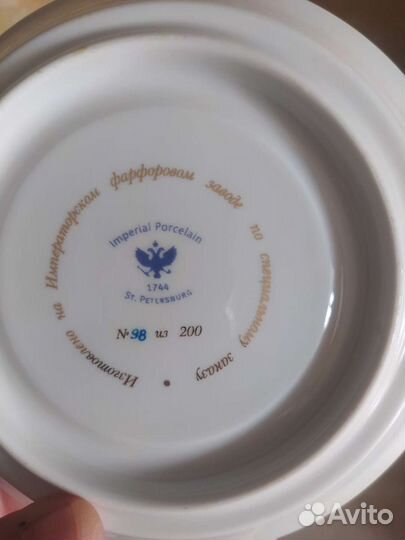 Изготовлено на Императорском фарфоровом заводе по специальному заказу
Imperial Porcelain
1744
St. Petersburg
№98 из 200
Avito